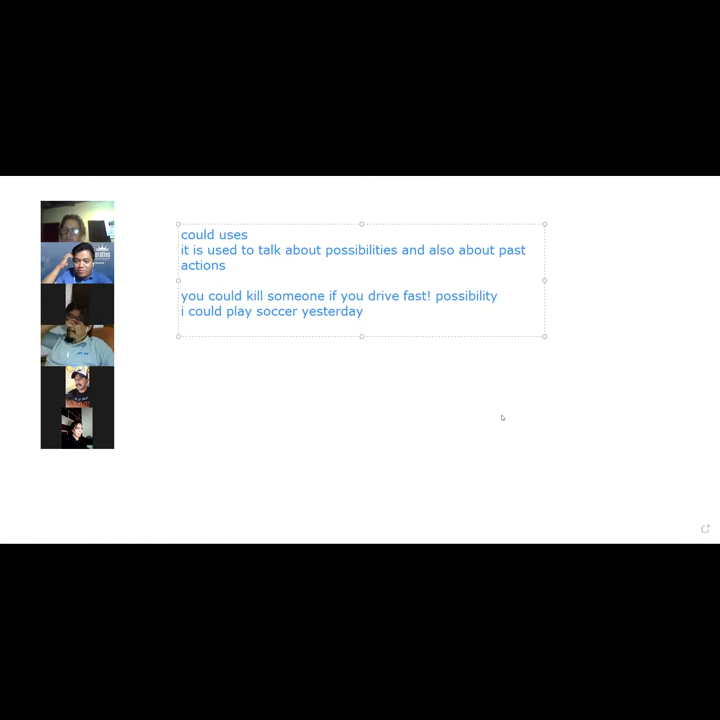 could uses
it is used to talk about possibilities and also about past
actions
you could kill someone if you drive fast! possibility
i could play soccer yesterday